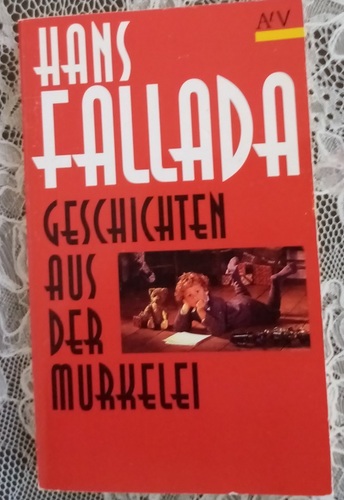 AtV
HANS
FALLADA
GESCHICHTEN
AUS
DER
MURKELEI